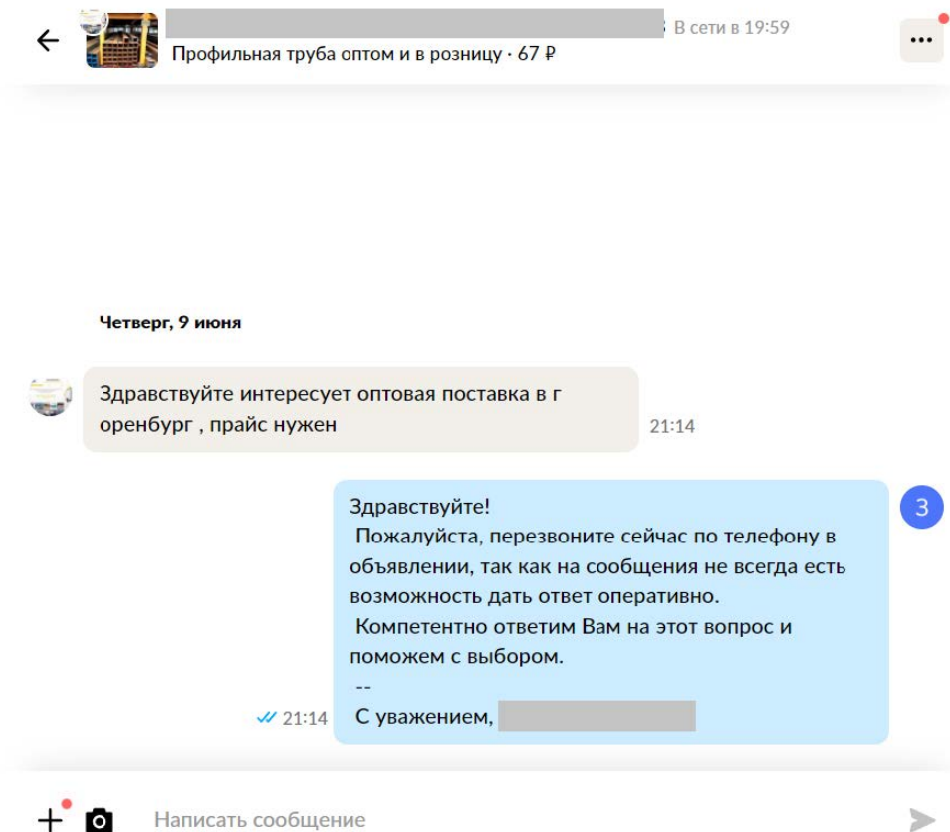 В сети в 19:59
Профильная труба оптом и в розницу · 67 ₽
Четверг, 9 июня
Здравствуйте интересует оптовая поставка в г
оренбург , прайс нужен
21:14
Здравствуйте!
Пожалуйста, перезвоните сейчас по телефону в
объявлении, так как на сообщения не всегда есть
возможность дать ответ оперативно.
Компетентно ответим Вам на этот вопрос и
поможем с выбором.
--
С уважением,
21:14
З
Написать сообщение